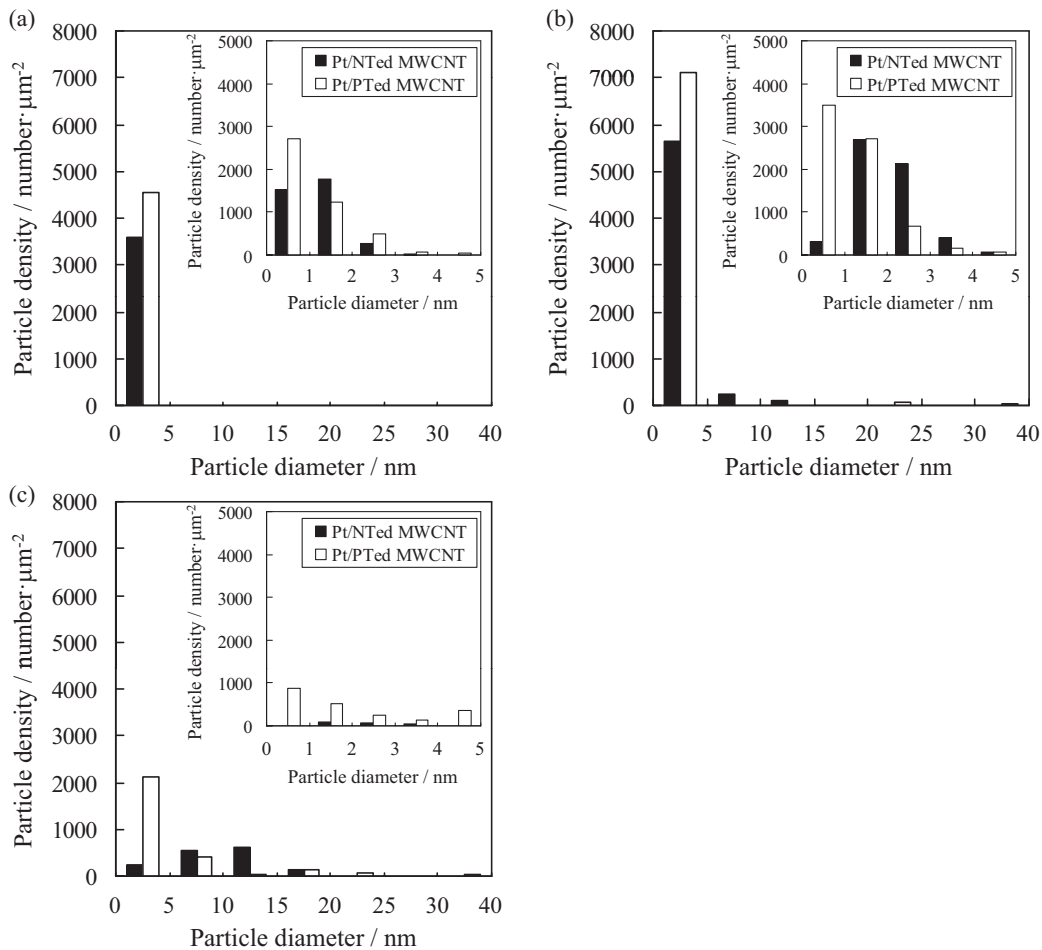 (a)
8000
7000
6000
5000
4000
3000
2000
1000
0
0 5 10 15 20 25 30 35 40
Particle density / number·μm-2
Particle diameter / nm
5000
4000
3000
2000
1000
0
0 1 2 3 4 5
Particle density / number·μm-2
Particle diameter / nm
Pt/NTed MWCNT
Pt/PTed MWCNT
(b)
8000
7000
6000
5000
4000
3000
2000
1000
0
0 5 10 15 20 25 30 35 40
Particle density / number·μm-2
Particle diameter / nm
5000
4000
3000
2000
1000
0
0 1 2 3 4 5
Particle density / number·μm-2
Particle diameter / nm
Pt/NTed MWCNT
Pt/PTed MWCNT
(c)
8000
7000
6000
5000
4000
3000
2000
1000
0
0 5 10 15 20 25 30 35 40
Particle density / number·μm-2
Particle diameter / nm
5000
4000
3000
2000
1000
0
0 1 2 3 4 5
Particle density / number·μm-2
Particle diameter / nm
Pt/NTed MWCNT
Pt/PTed MWCNT